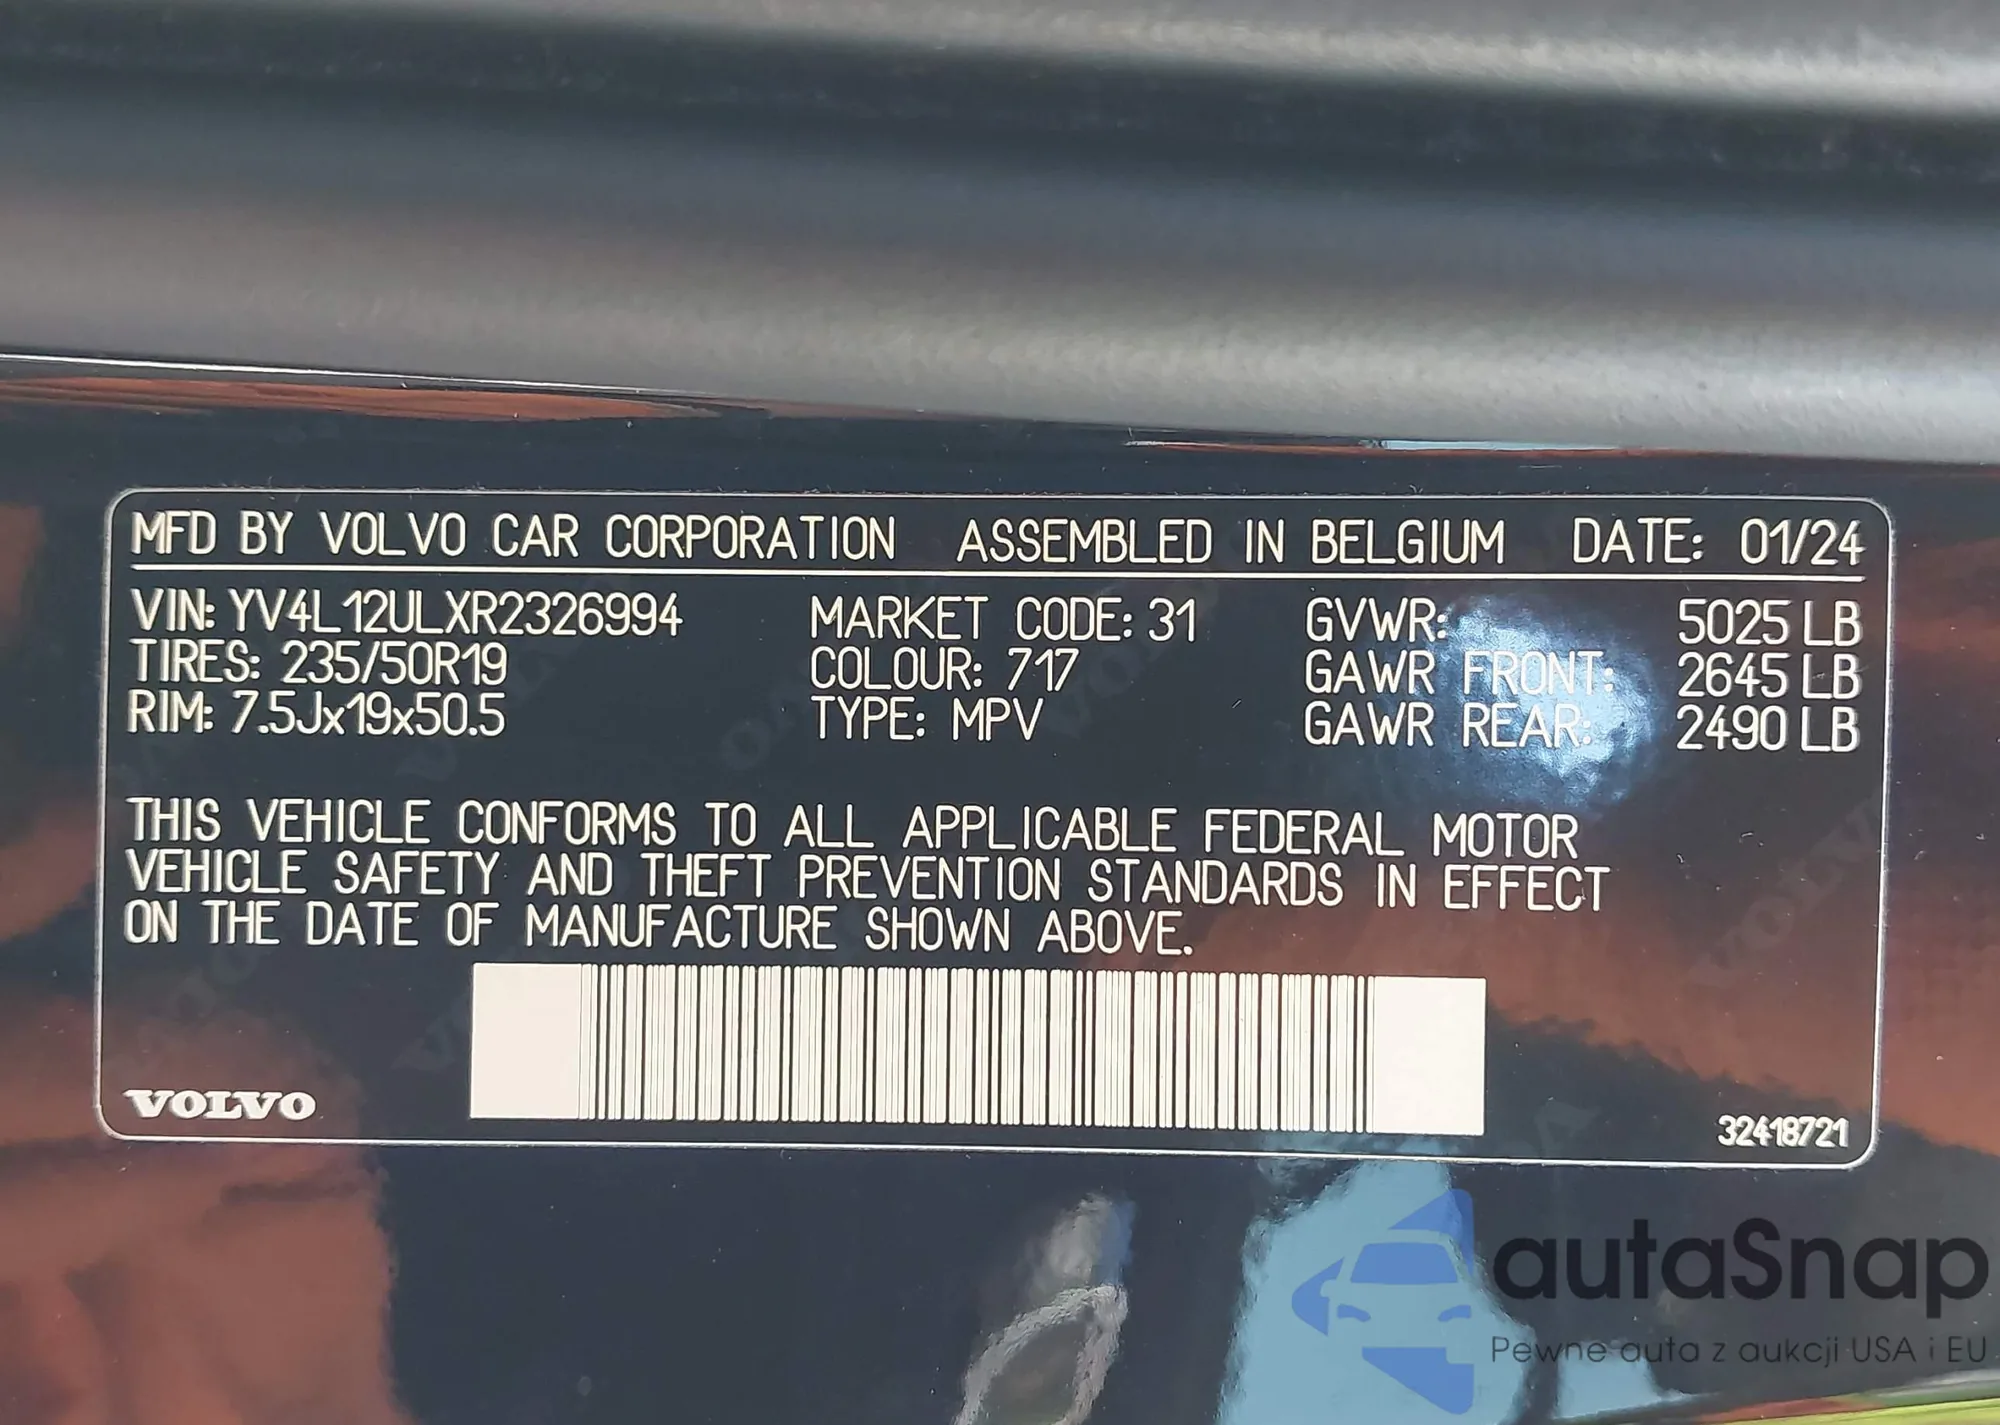 MFD BY VOLVO CAR CORPORATION ASSEMBLED IN BELGIUM DATE: 01/24
VIN: YV4L12ULXR2326994 MARKET CODE: 31 GVWR: 5025 LB
TIRES: 235/50R19 COLOUR: 717 GAWR FRONT: 2645 LB
RIM: 7.5Jx19x50.5 TYPE: MPV GAWR REAR: 2490 LB
THIS VEHICLE CONFORMS TO ALL APPLICABLE FEDERAL MOTOR
VEHICLE SAFETY AND THEFT PREVENTION STANDARDS IN EFFECT
ON THE DATE OF MANUFACTURE SHOWN ABOVE.
VOLVO
32418721
autaSnap
Pewne auta z aukcji USA i EU